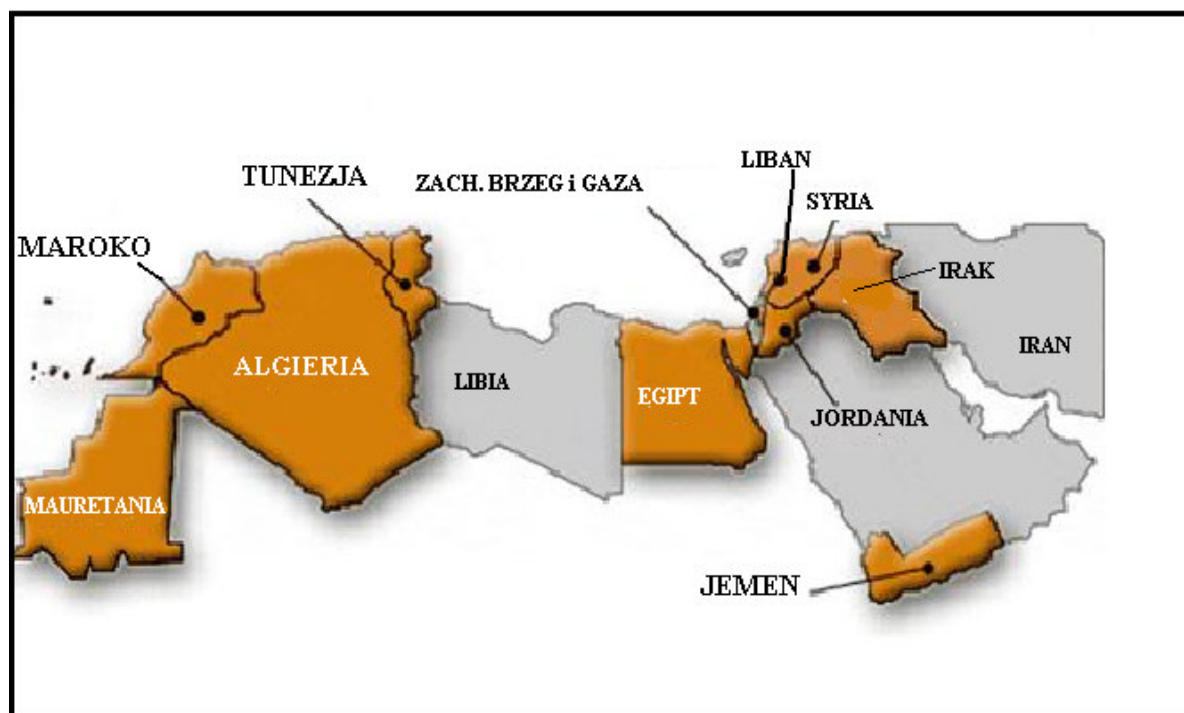 LIBAN
TUNEZJA
ZACH. BRZEG i GAZA
SYRIA
MAROKO
IRAK
IRAN
ALGIERIA
LIBIA
EGIPT
JORDANIA
MAURETANIA
JEMEN